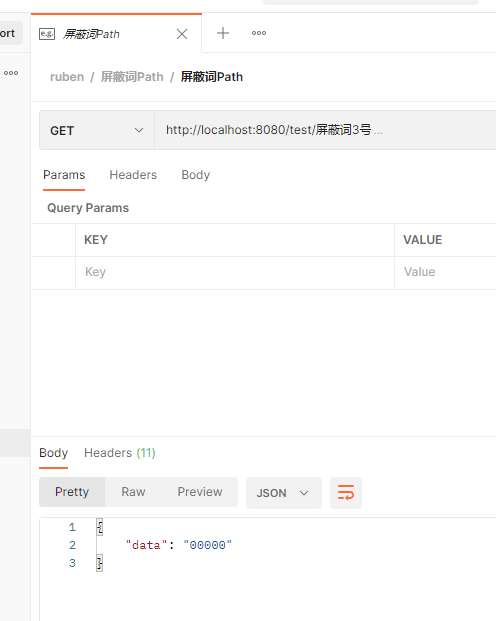 ort
e.g. 屏蔽词Path
ruben / 屏蔽词Path / 屏蔽词Path
GET http://localhost:8080/test/屏蔽词3号 ...
Params Headers Body
Query Params
KEY VALUE
Key Value
Body Headers (11)
Pretty Raw Preview JSON
1 {
2 "data": "00000"
3 }